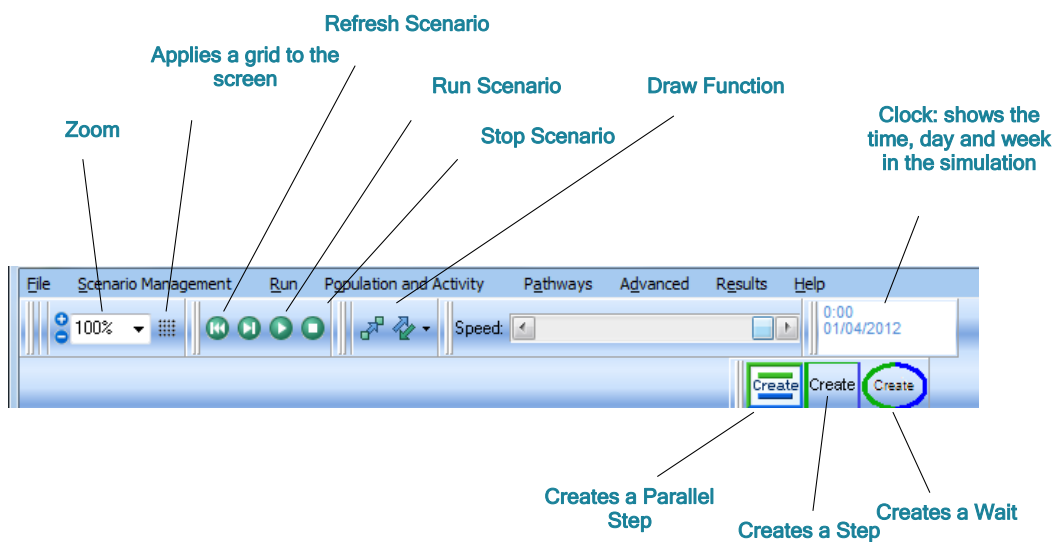 Refresh Scenario
Applies a grid to the
screen
Run Scenario
Draw Function
Clock: shows the
time, day and week
in the simulation
Zoom
Stop Scenario
File Scenario Management Run Population and Activity Pathways Advanced Results Help
100% Speed: 0:00
01/04/2012
Create Create Create
Creates a Parallel
Step
Creates a Step
Creates a Wait